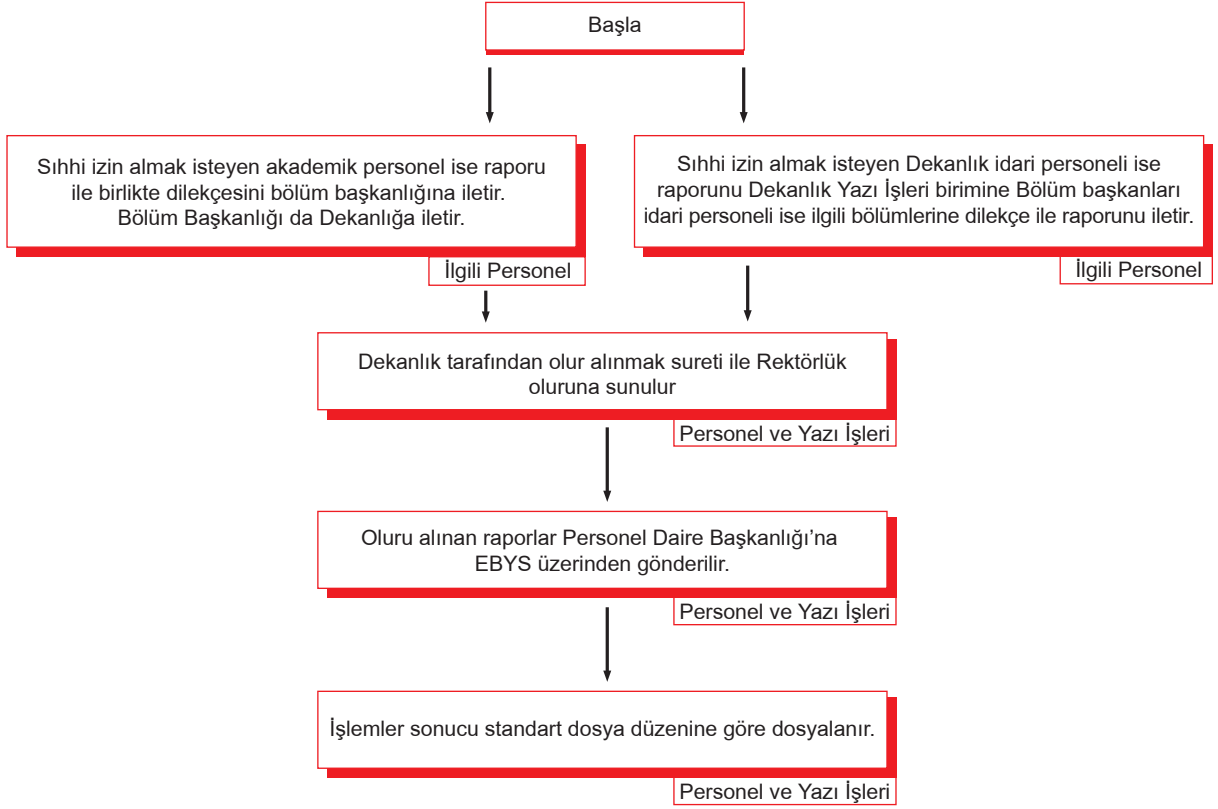 Başla
Sıhhi izin almak isteyen akademik personel ise raporu
ile birlikte dilekçesini bölüm başkanlığına iletir.
Bölüm Başkanlığı da Dekanlığa iletir.
İlgili Personel
Sıhhi izin almak isteyen Dekanlık idari personeli ise
raporunu Dekanlık Yazı İşleri birimine Bölüm başkanları
idari personeli ise ilgili bölümlerine dilekçe ile raporunu iletir.
İlgili Personel
Dekanlık tarafından olur alınmak sureti ile Rektörlük
oluruna sunulur
Personel ve Yazı İşleri
Oluru alınan raporlar Personel Daire Başkanlığı’na
EBYS üzerinden gönderilir.
Personel ve Yazı İşleri
İşlemler sonucu standart dosya düzenine göre dosyalanır.
Personel ve Yazı İşleri